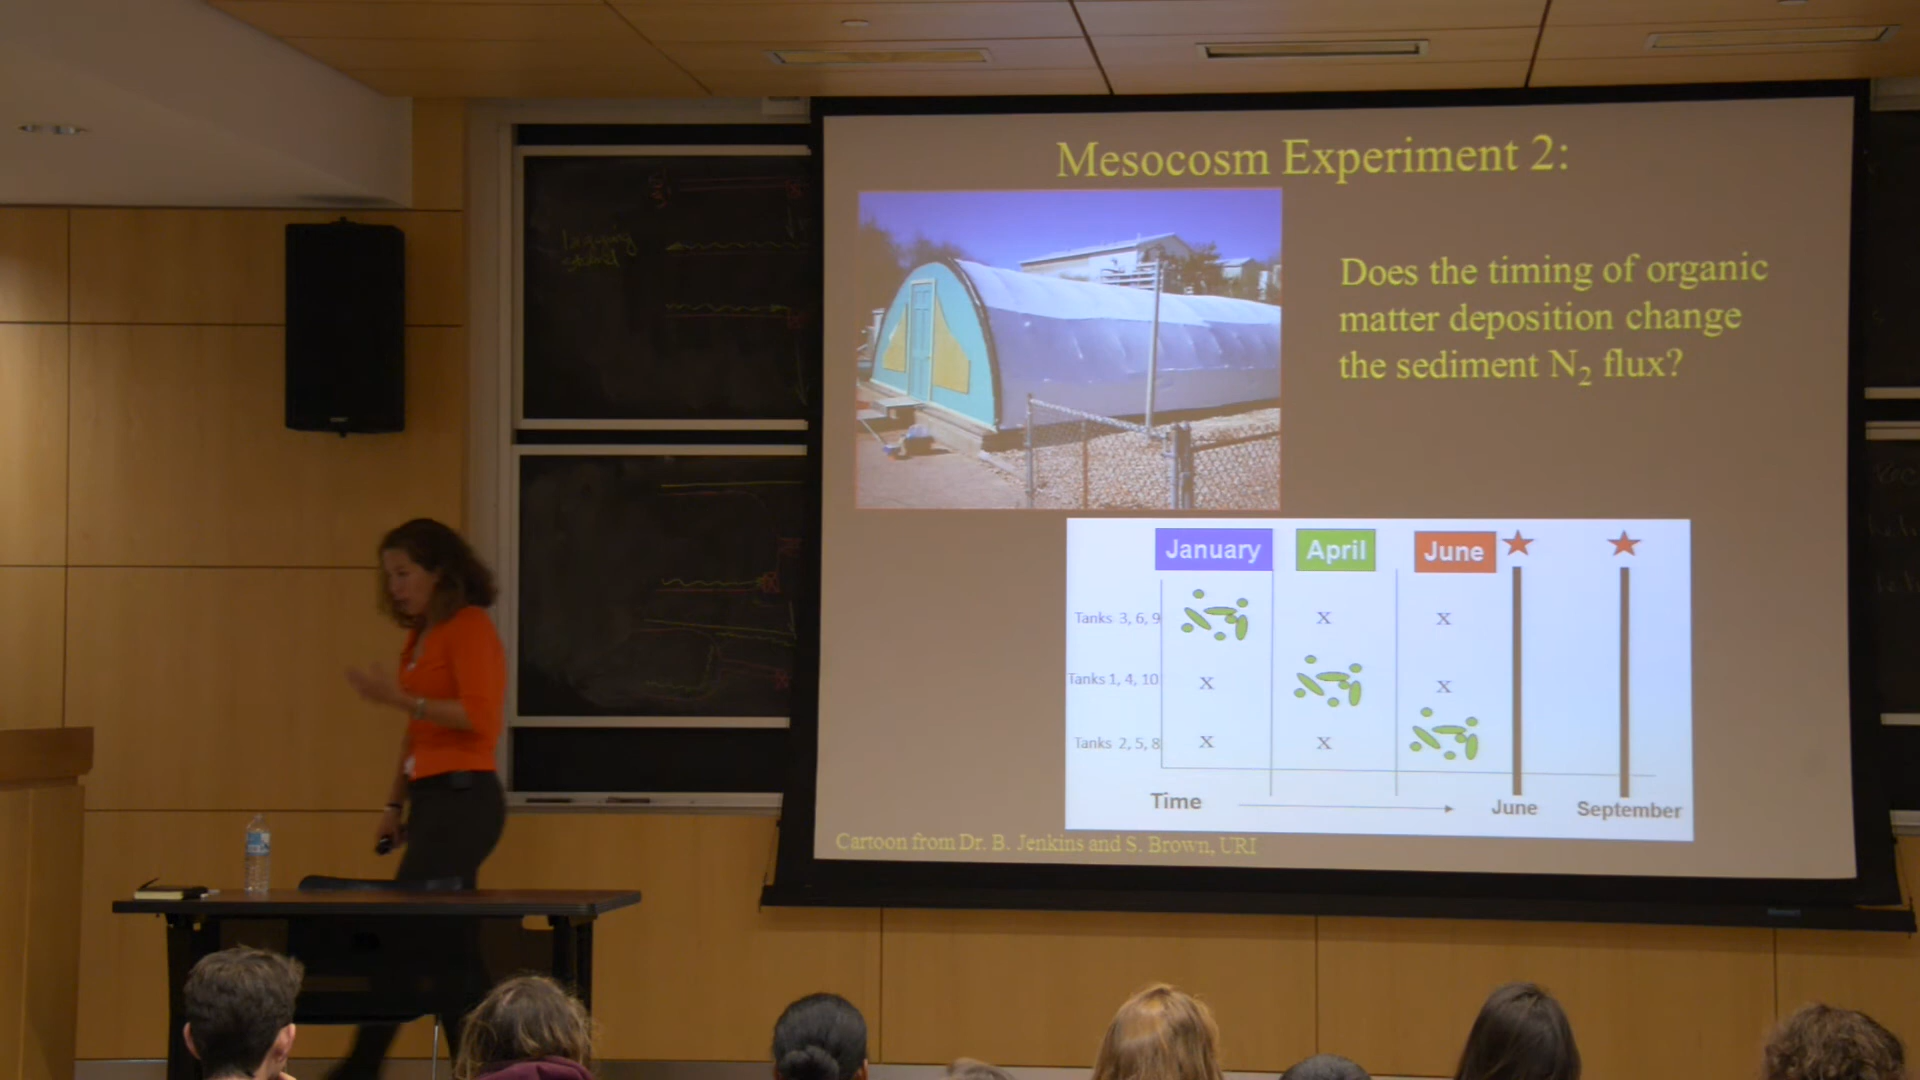 Mesocosm Experiment 2:
Does the timing of organic
matter deposition change
the sediment N₂ flux?
January April June
Tanks 3, 6, 9 x x
Tanks 1, 4, 10 x x
Tanks 2, 5, 8 x x
Time June September
Cartoon from Dr. B. Jenkins and S. Brown, URI